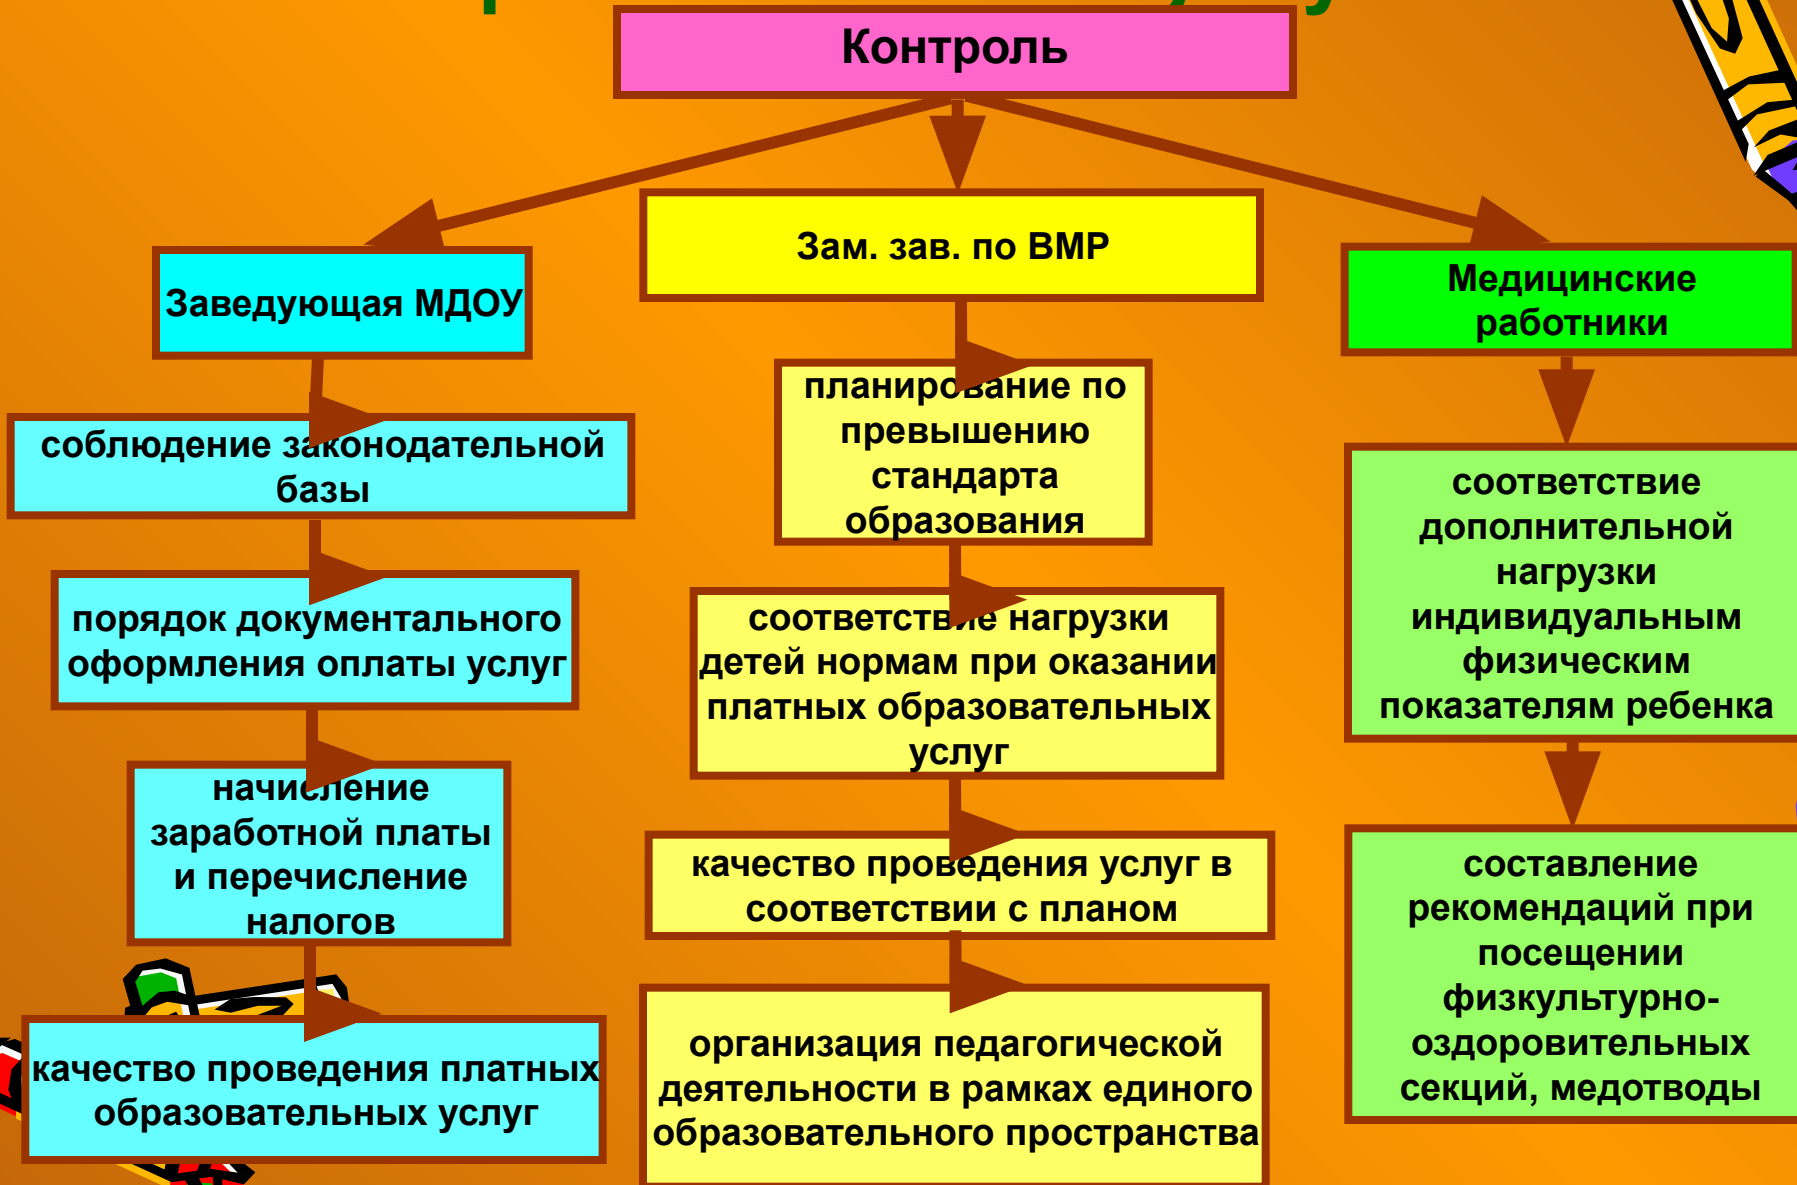 Контроль
Заведующая МДОУ
соблюдение законодательной
базы
порядок документального
оформления оплаты услуг
начисление
заработной платы
и перечисление
налогов
качество проведения платных
образовательных услуг
Зам. зав. по ВМР
планирование по
превышению
стандарта
образования
соответствие нагрузки
детей нормам при оказании
платных образовательных
услуг
качество проведения услуг в
соответствии с планом
организация педагогической
деятельности в рамках единого
образовательного пространства
Медицинские
работники
соответствие
дополнительной
нагрузки
индивидуальным
физическим
показателям ребенка
составление
рекомендаций при
посещении
физкультурно-
оздоровительных
секций, медотводы